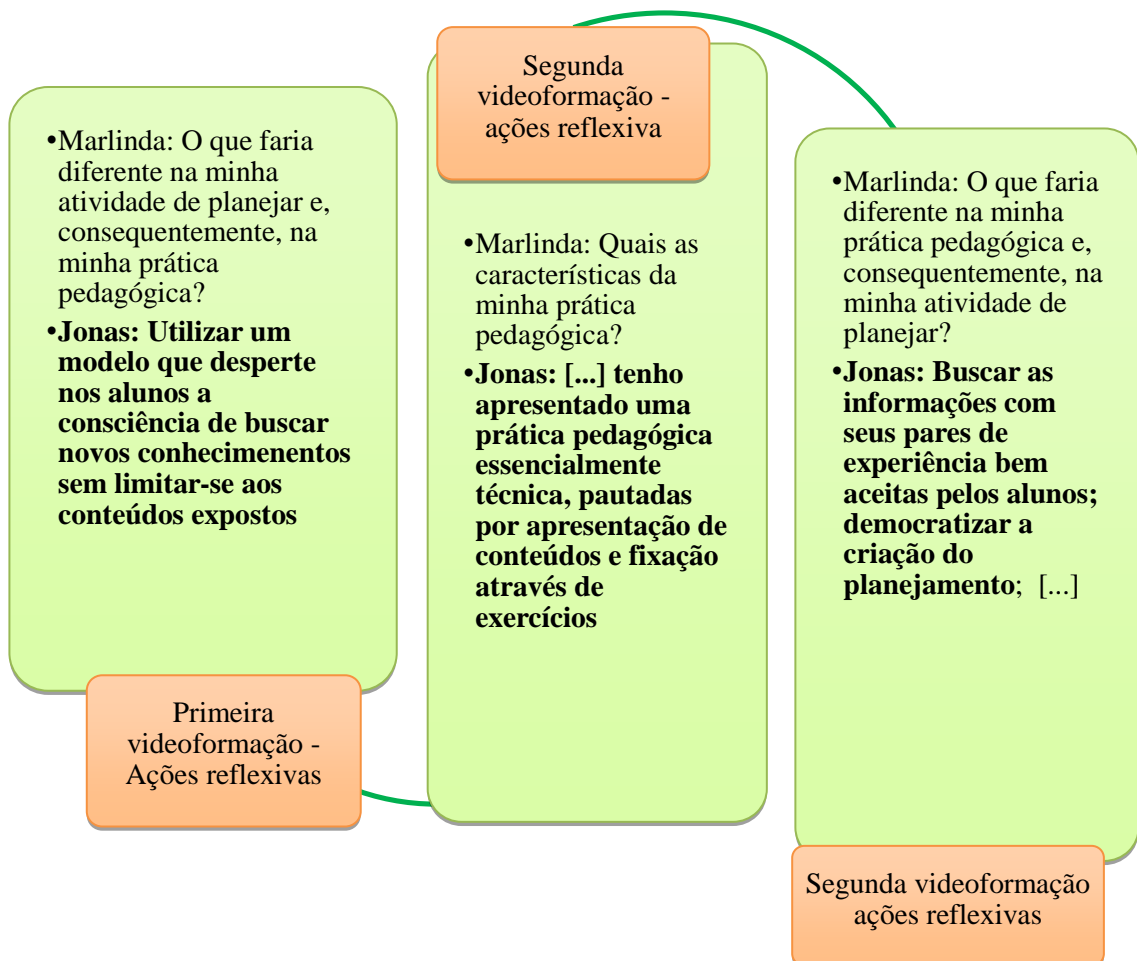 •Marlinda: O que faria
diferente na minha
atividade de planejar e,
consequentemente, na
minha prática
pedagógica?
•Jonas: Utilizar um
modelo que desperte
nos alunos a
consciência de buscar
novos conhecimenentos
sem limitar-se aos
conteúdos expostos
Primeira
videoformação -
Ações reflexivas
Segunda
videoformação -
ações reflexiva
•Marlinda: Quais as
características da
minha prática
pedagógica?
•Jonas: [...] tenho
apresentado uma
prática pedagógica
essencialmente
técnica, pautadas
por apresentação de
conteúdos e fixação
através de
exercícios
•Marlinda: O que faria
diferente na minha
prática pedagógica e,
consequentemente, na
minha atividade de
planejar?
•Jonas: Buscar as
informações com
seus pares de
experiência bem
aceitas pelos alunos;
democratizar a
criação do
planejamento; [...]
Segunda videoformação
ações reflexivas